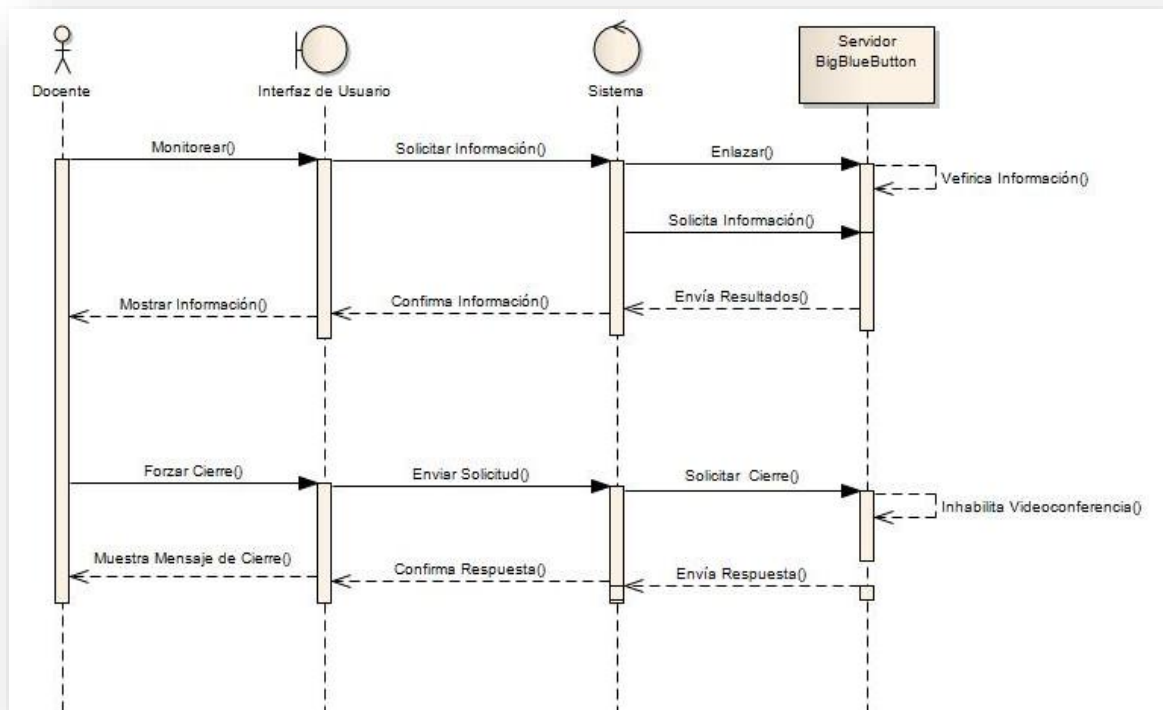 Docente
Interfaz de Usuario
Sistema
Servidor
BigBlueButton
Monitorear()
Solicitar Información()
Enlazar()
Vefirica Información()
Solicita Información()
Envía Resultados()
Confirma Información()
Mostrar Información()
Forzar Cierre()
Enviar Solicitud()
Solicitar Cierre()
Inhabilita Videoconferencia()
Muestra Mensaje de Cierre()
Confirma Respuesta()
Envía Respuesta()